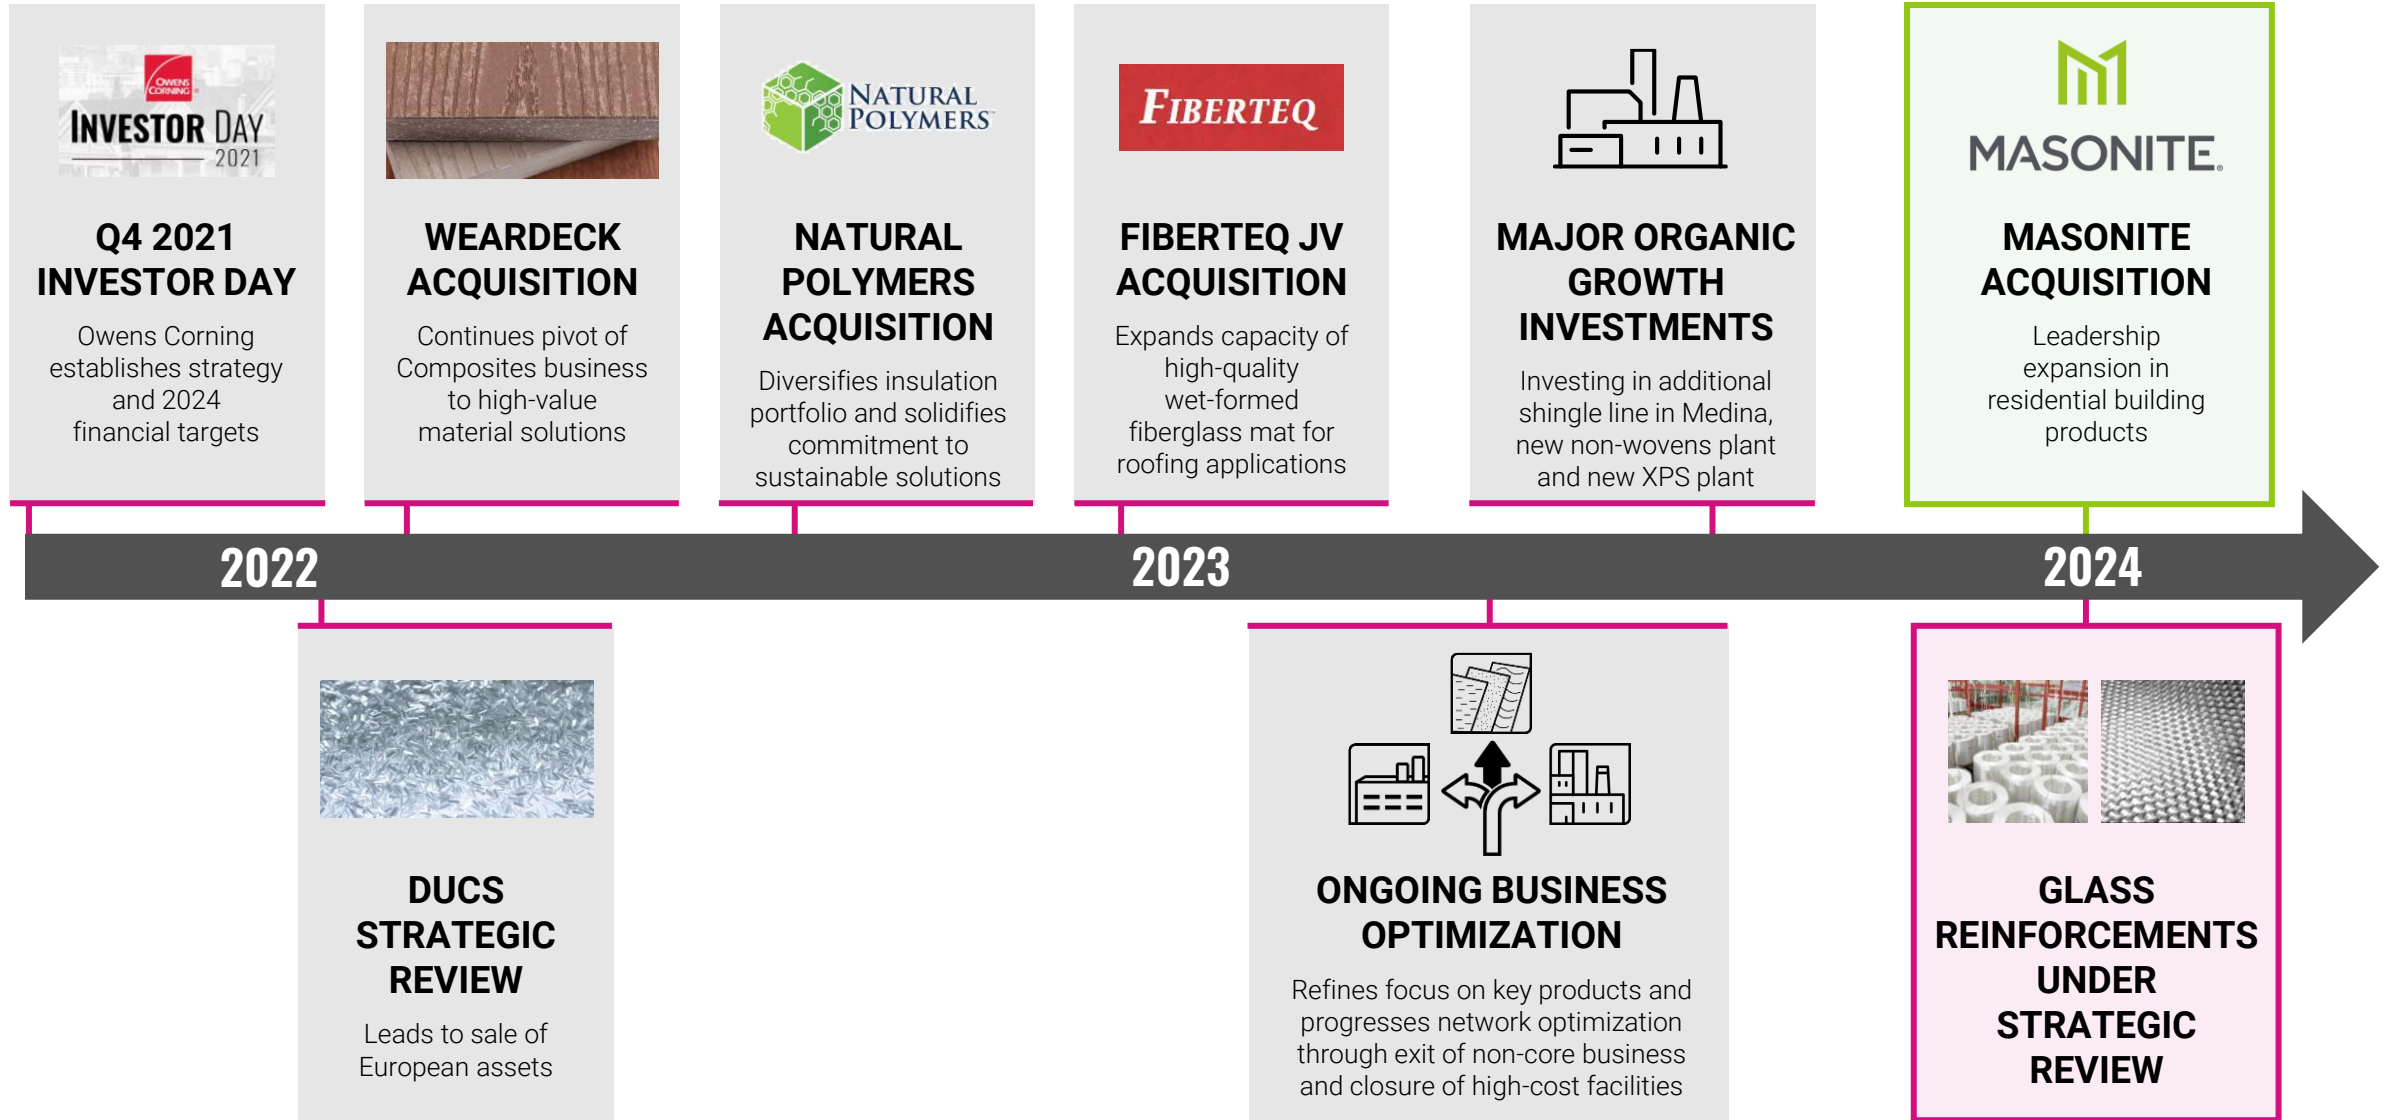 OWENS
CORNING
INVESTOR DAY
2021
Q4 2021
INVESTOR DAY
Owens Corning
establishes strategy
and 2024
financial targets
WEARDECK
ACQUISITION
Continues pivot of
Composites business
to high-value
material solutions
NATURAL
POLYMERS™
NATURAL
POLYMERS
ACQUISITION
Diversifies insulation
portfolio and solidifies
commitment to
sustainable solutions
FIBERTEQ
FIBERTEQ JV
ACQUISITION
Expands capacity of
high-quality
wet-formed
fiberglass mat for
roofing applications
MAJOR ORGANIC
GROWTH
INVESTMENTS
Investing in additional
shingle line in Medina,
new non-wovens plant
and new XPS plant
MASONITE®
MASONITE
ACQUISITION
Leadership
expansion in
residential building
products
2022
2023
2024
DUCS
STRATEGIC
REVIEW
Leads to sale of
European assets
ONGOING BUSINESS
OPTIMIZATION
Refines focus on key products and
progresses network optimization
through exit of non-core business
and closure of high-cost facilities
GLASS
REINFORCEMENTS
UNDER
STRATEGIC
REVIEW